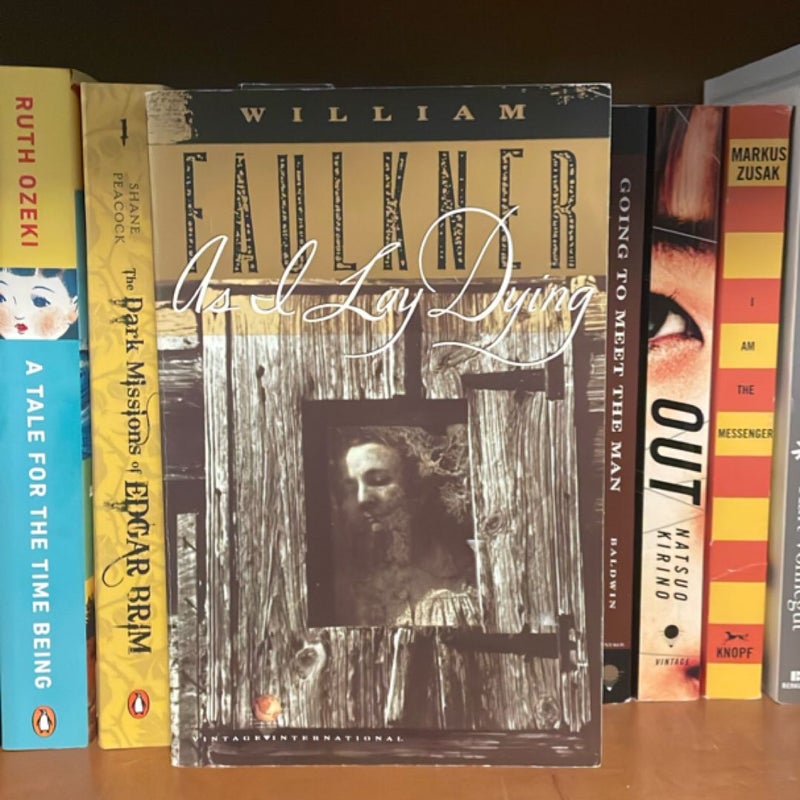 RUTH OZEKI
A TALE FOR THE TIME BEING
SHANE
PEACOCK
The Dark Missions of EDGAR BRIM
WILLIAM
FAULKNER
As I Lay Dying
VINTAGE INTERNATIONAL
GOING TO MEET THE MAN
BALDWIN
OUT
NATSUO
KIRINO
VINTAGE
MARKUS
ZUSAK
I
AM
THE
MESSENGER
KNOPF